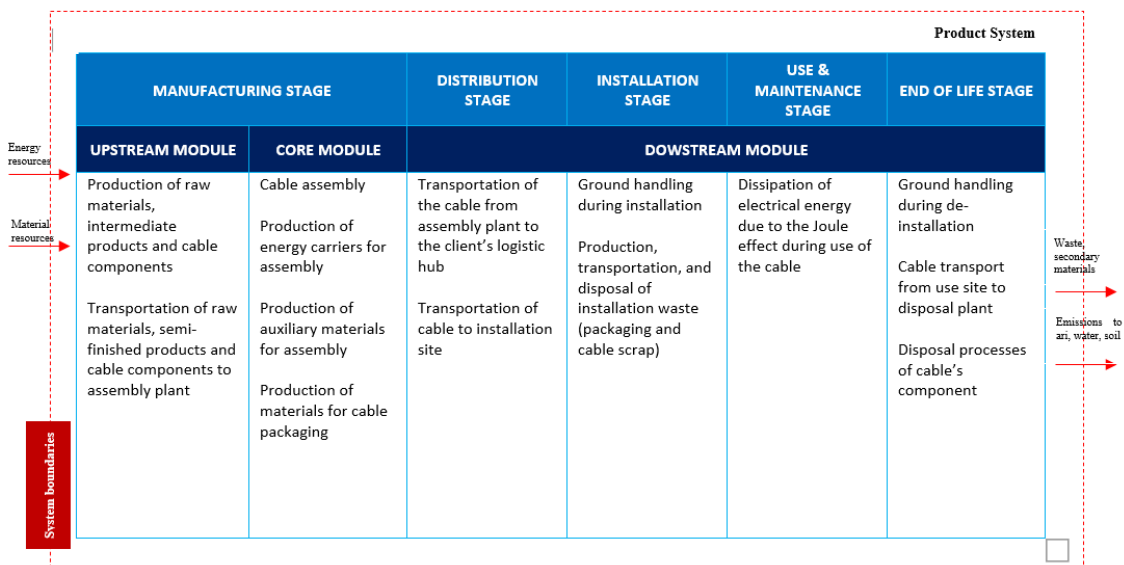 Product System
MANUFACTURING STAGE
DISTRIBUTION
STAGE
INSTALLATION
STAGE
USE &
MAINTENANCE
STAGE
END OF LIFE STAGE
UPSTREAM MODULE
CORE MODULE
DOWSTREAM MODULE
Energy
resources
Material
resources
Production of raw
materials,
intermediate
products and cable
components
Transportation of raw
materials, semi-
finished products and
cable components to
assembly plant
Cable assembly
Production of
energy carriers for
assembly
Production of
auxiliary materials
for assembly
Production of
materials for cable
packaging
Transportation of
the cable from
assembly plant to
the client's logistic
hub
Transportation of
cable to installation
site
Ground handling
during installation
Production,
transportation, and
disposal of
installation waste
(packaging and
cable scrap)
Dissipation of
electrical energy
due to the Joule
effect during use of
the cable
Ground handling
during de-
installation
Cable transport
from use site to
disposal plant
Disposal processes
of cable's
component
Waste,
secondary
materials
Emissions to
ari, water, soil
System boundaries